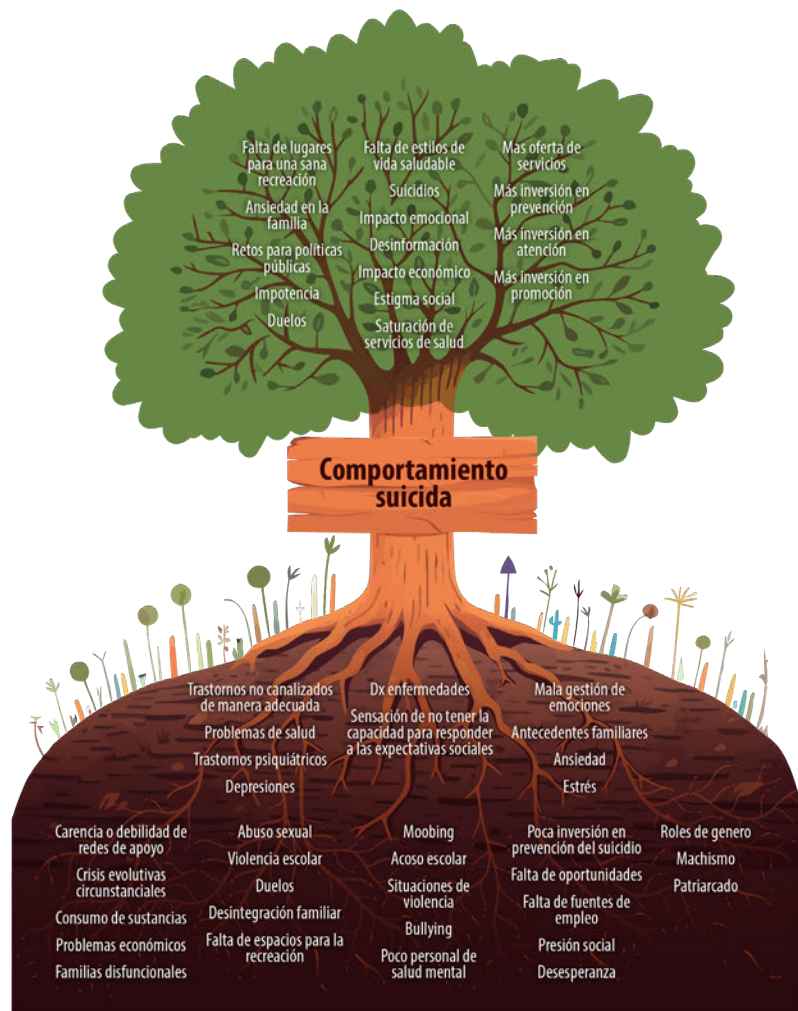 Falta de lugares
para una sana
recreación
Ansiedad en la
familia
Retos para políticas
públicas
Impotencia
Duelos
Falta de estilos de
vida saludable
Suicidios
Impacto emocional
Desinformación
Impacto económico
Estigma social
Saturación de
servicios de salud
Mas oferta de
servicios
Más inversión en
prevención
Más inversión en
atención
Más inversión en
promoción
Comportamiento
suicida
Trastornos no canalizados
de manera adecuada
Problemas de salud
Trastornos psiquiátricos
Depresiones
Dx enfermedades
Sensación de no tener la
capacidad para responder
a las expectativas sociales
Mala gestión de
emociones
Antecedentes familiares
Ansiedad
Estrés
Carencia o debilidad de
redes de apoyo
Crisis evolutivas
circunstanciales
Consumo de sustancias
Problemas económicos
Familias disfuncionales
Abuso sexual
Violencia escolar
Duelos
Desintegración familiar
Falta de espacios para la
recreación
Moobing
Acoso escolar
Situaciones de
violencia
Bullying
Poco personal de
salud mental
Poca inversión en
prevención del suicidio
Falta de oportunidades
Falta de fuentes de
empleo
Presión social
Desesperanza
Roles de genero
Machismo
Patriarcado